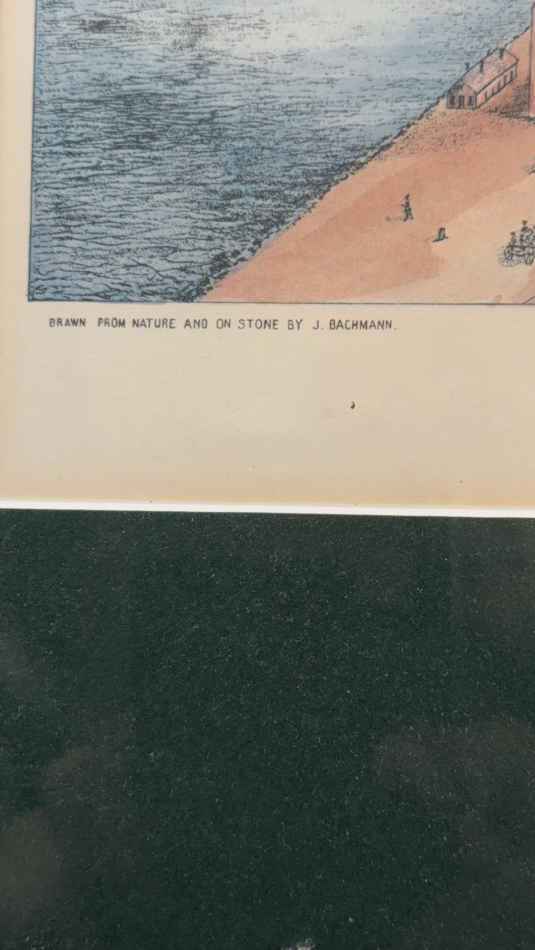 DRAWN FROM NATURE AND ON STONE BY J. BACHMANN.